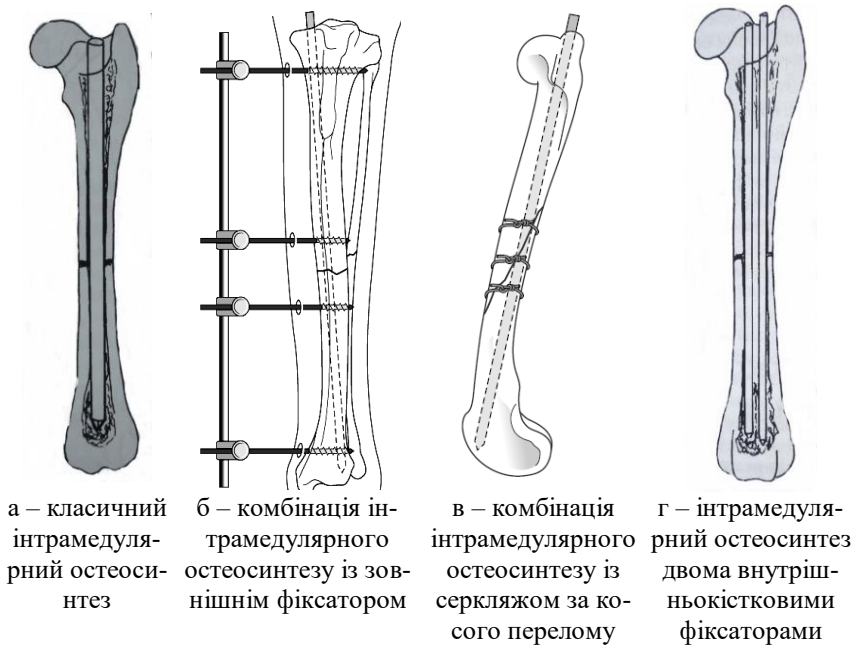 а – класичний
інтрамедуля-
рний остеоси-
нтез
б – комбінація ін-
трамедулярного
остеосинтезу із зов-
нішнім фіксатором
в – комбінація
інтрамедулярного
остеосинтезу із
серкляжом за ко-
сого перелому
г – інтрамедуля-
рний остеосинтез
двома внутріш-
ньокістковими
фіксаторами